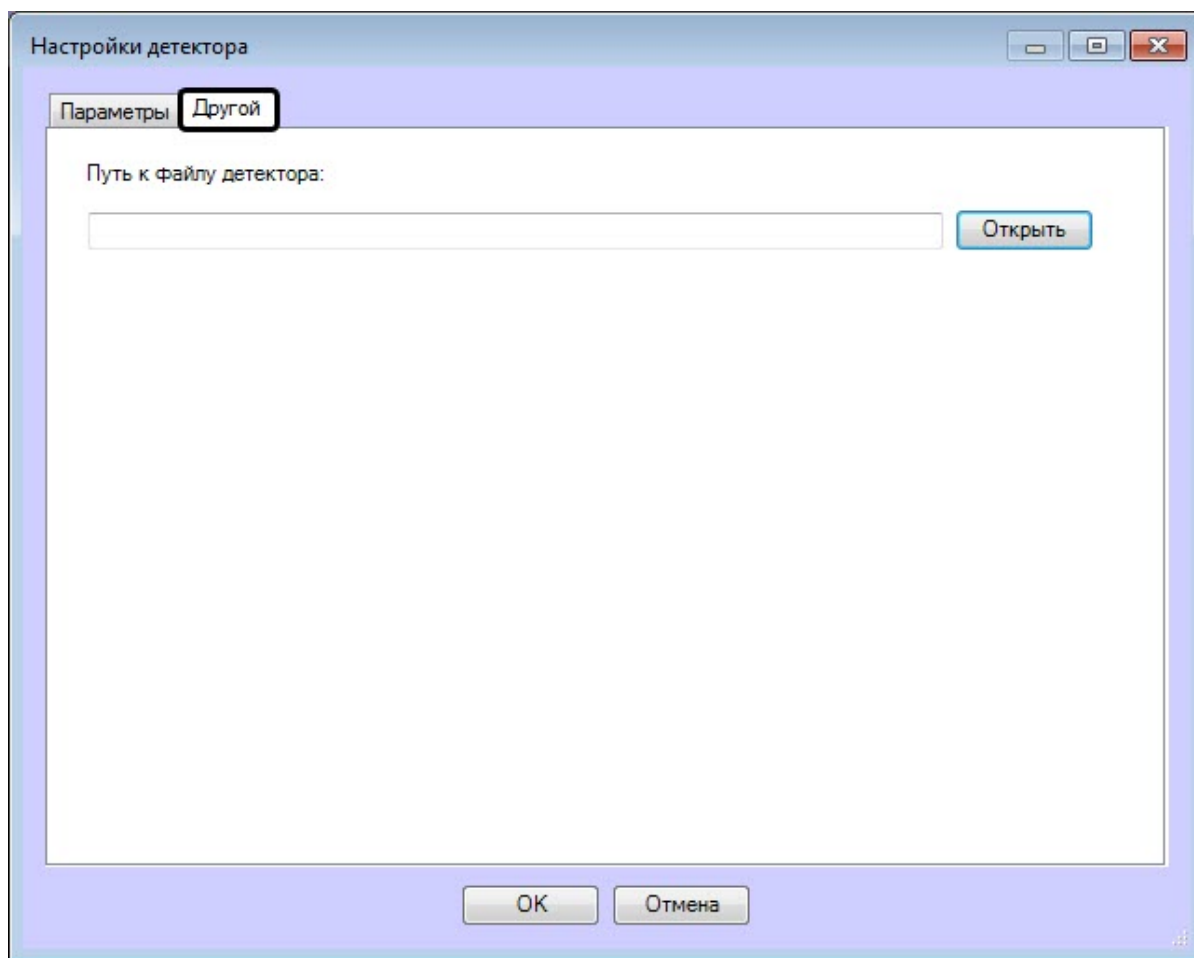 Настройки детектора
Параметры Другой
Путь к файлу детектора:
Открыть
OK Отмена